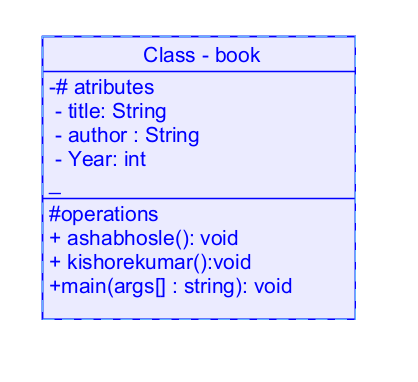 Class - book
-# atributes
- title: String
- author : String
- Year: int
_
#operations
+ ashabhosle(): void
+ kishorekumar():void
+main(args[] : string): void